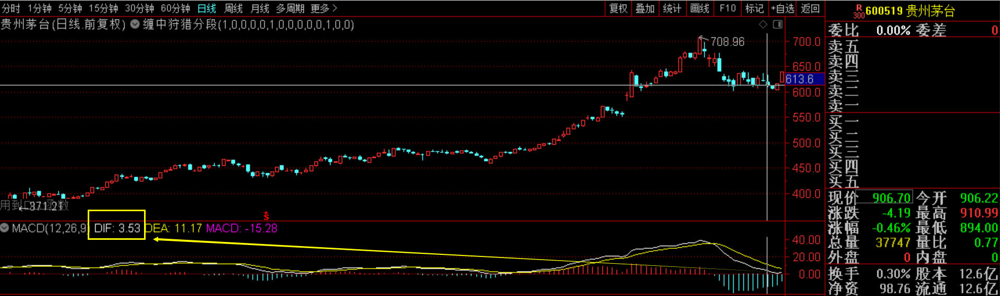 分时 1分钟 5分钟 15分钟 30分钟 60分钟 日线 周线 月线 多周期 更多 >
复权 叠加 统计 画线 F10 标记 +自选 返回
贵州茅台(日线.前复权) 缠中狩猎分段(1,0,0,0,0,1,0,0,0,0,0,1,0,0)
708.96
700.0
650.0
613.6
600.0
550.0
500.0
450.0
400.0
用到 函数
371.21
S
MACD(12,26,9) DIF: 3.53 DEA: 11.17 MACD: -15.28
40.00
20.00
0.00
R
300
600519 贵州茅台
委比 0.00% 委差 0
卖五
卖四
卖三
卖二
卖一
买一
买二
买三
买四
买五
现价 906.70 今开 906.22
涨跌 -4.19 最高 910.99
涨幅 -0.46% 最低 894.00
总量 37747 量比 0.77
外盘 0 内盘 0
换手 0.30% 股本 12.6亿
净资 98.76 流通 12.6亿